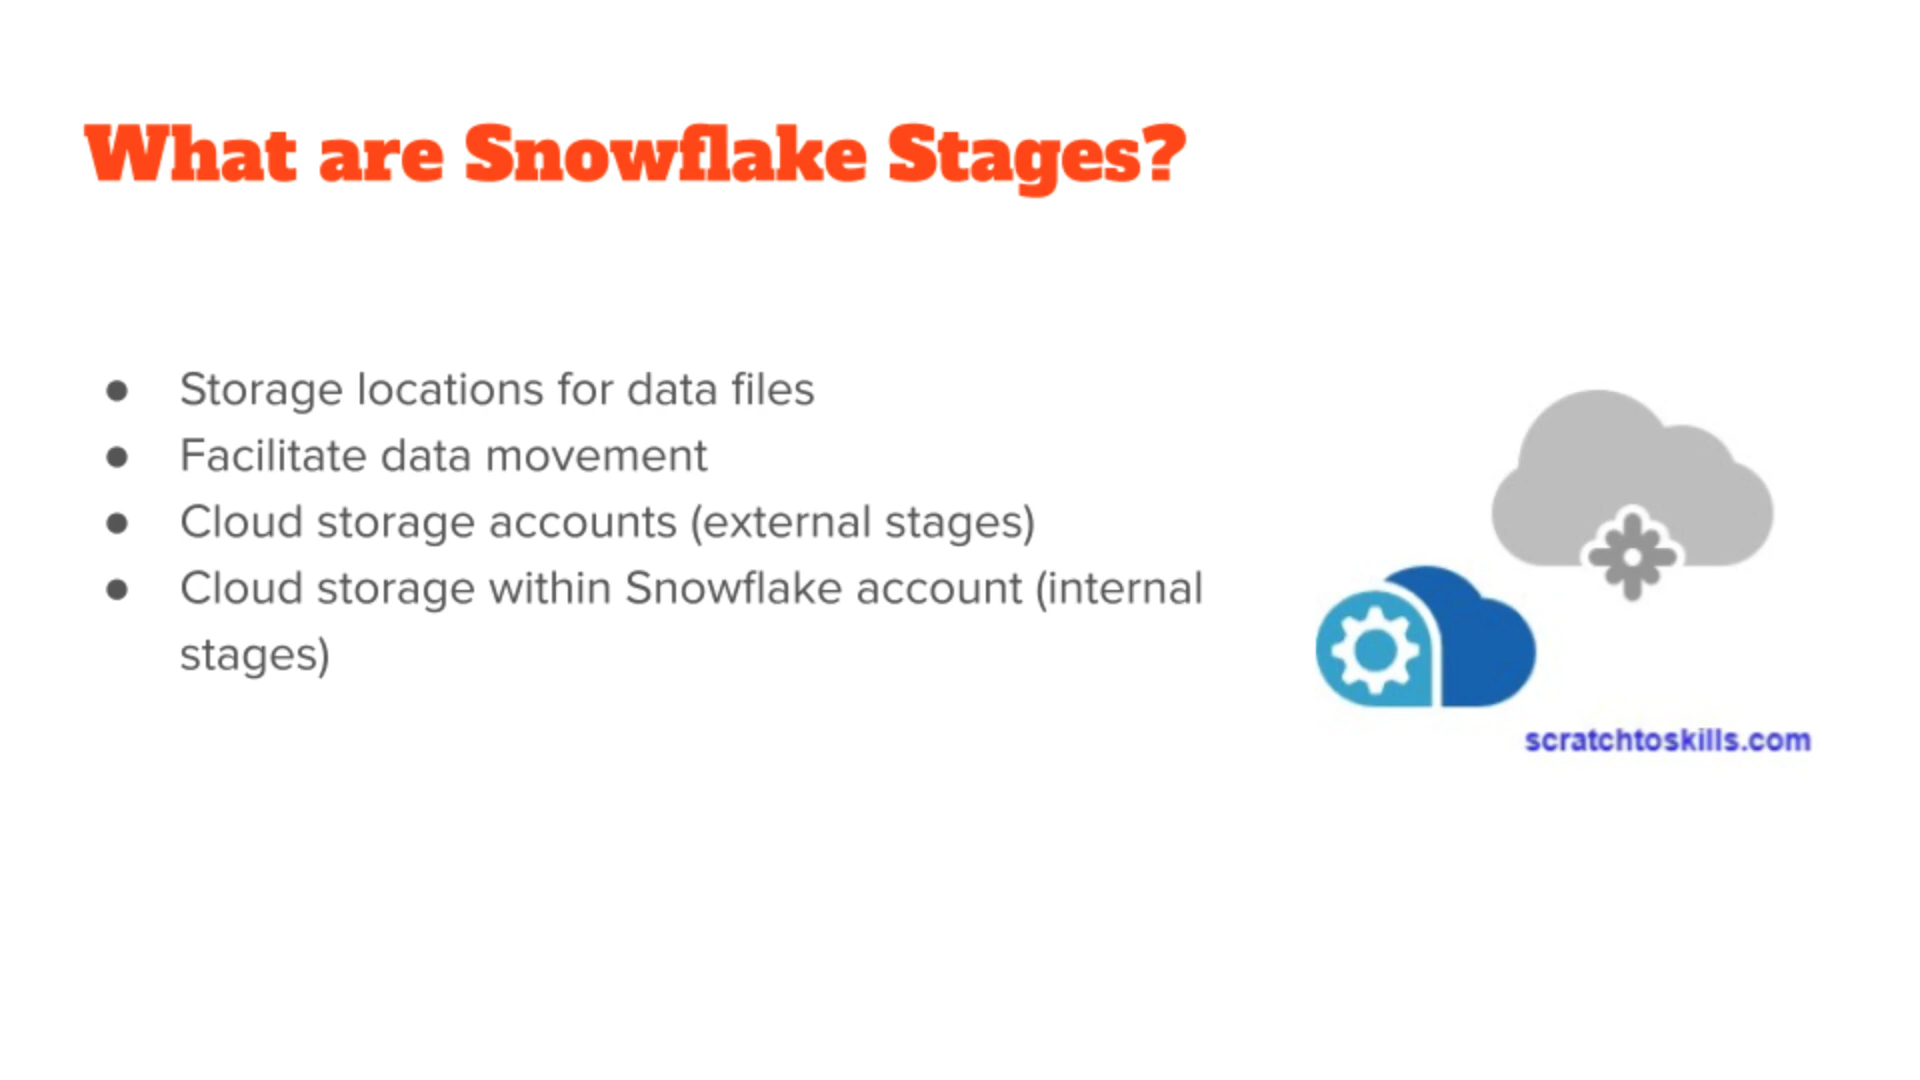 What are Snowflake Stages?
● Storage locations for data files
● Facilitate data movement
● Cloud storage accounts (external stages)
● Cloud storage within Snowflake account (internal
stages)
scratchtoskills.com